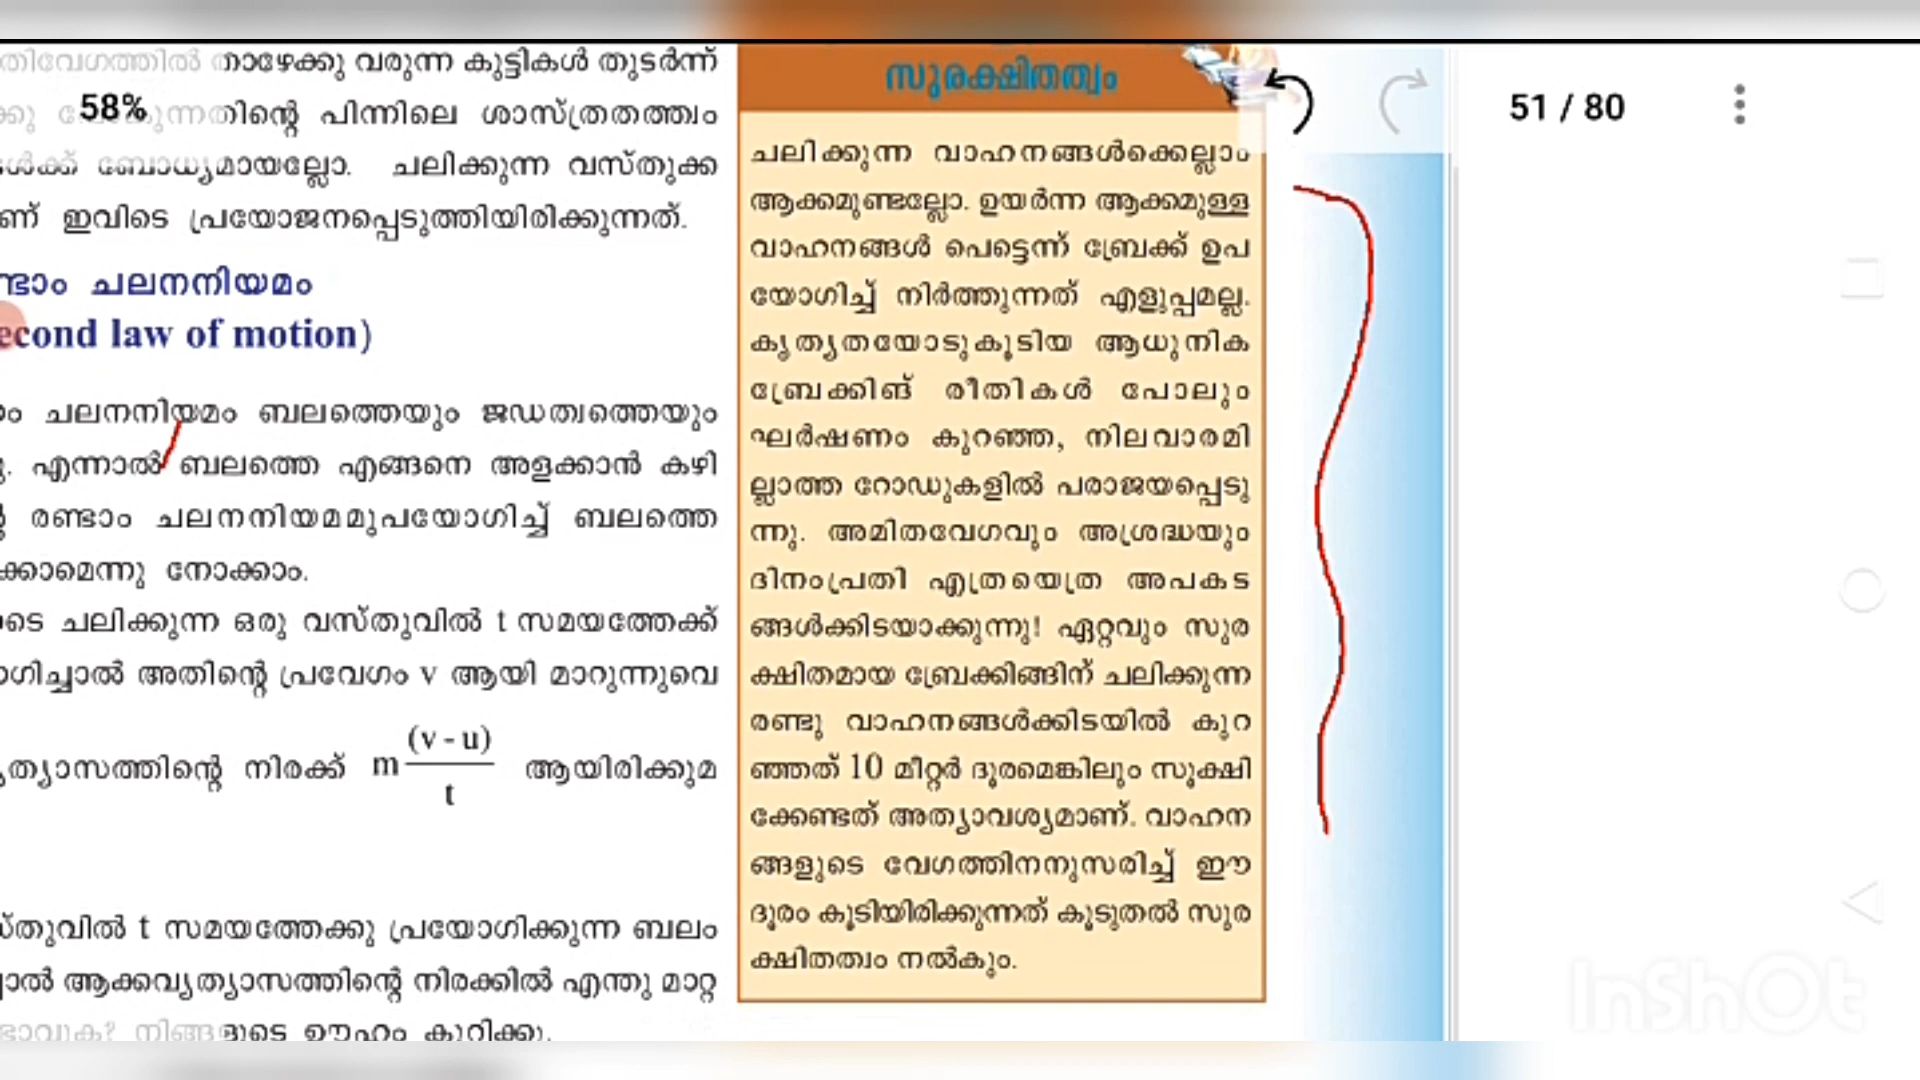 താഴേക്കു വരുന്ന കുട്ടികൾ തുടർന്ന്
പിന്നിലെ ശാസ്ത്രതത്ത്വം
ബോധ്യമായല്ലോ. ചലിക്കുന്ന വസ്തുക്ക
ഇവിടെ പ്രയോജനപ്പെടുത്തിയിരിക്കുന്നത്.
ചലനനിയമം
law of motion)
ചലനനിയമം ബലത്തെയും ജഡത്വത്തെയും
എന്നാൽ ബലത്തെ എങ്ങനെ അളക്കാൻ കഴി
രണ്ടാം ചലനനിയമമുപയോഗിച്ച് ബലത്തെ
ക്കാമെന്നു നോക്കാം.
ചലിക്കുന്ന ഒരു വസ്തുവിൽ t സമയത്തേക്ക്
ഗിച്ചാൽ അതിന്റെ പ്രവേഗം v ആയി മാറുന്നുവെ
ത്യാസത്തിന്റെ നിരക്ക് m (v - u) / t ആയിരിക്കുമ
സ്തുവിൽ t സമയത്തേക്കു പ്രയോഗിക്കുന്ന ബലം
ആക്കവ്യത്യാസത്തിന്റെ നിരക്കിൽ എന്തു മാറ്റ
നിങ്ങളുടെ ഊഹം കുറിക്കൂ.
സുരക്ഷിതത്വം
ചലിക്കുന്ന വാഹനങ്ങൾക്കെല്ലാം
ആക്കമുണ്ടല്ലോ. ഉയർന്ന ആക്കമുള്ള
വാഹനങ്ങൾ പെട്ടെന്ന് ബ്രേക്ക് ഉപ
യോഗിച്ച് നിർത്തുന്നത് എളുപ്പമല്ല.
കൃത്യതയോടുകൂടിയ ആധുനിക
ബ്രേക്കിങ് രീതികൾ പോലും
ഘർഷണം കുറഞ്ഞ, നിലവാരമി
ല്ലാത്ത റോഡുകളിൽ പരാജയപ്പെടു
ന്നു. അമിതവേഗവും അശ്രദ്ധയും
ദിനംപ്രതി എത്രയെത്ര അപകട
ങ്ങൾക്കിടയാക്കുന്നു! ഏറ്റവും സുര
ക്ഷിതമായ ബ്രേക്കിങ്ങിന് ചലിക്കുന്ന
രണ്ടു വാഹനങ്ങൾക്കിടയിൽ കുറ
ഞ്ഞത് 10 മീറ്റർ ദൂരമെങ്കിലും സൂക്ഷി
ക്കേണ്ടത് അത്യാവശ്യമാണ്. വാഹന
ങ്ങളുടെ വേഗത്തിനനുസരിച്ച് ഈ
ദൂരം കൂടിയിരിക്കുന്നത് കൂടുതൽ സുര
ക്ഷിതത്വം നൽകും.
58%
51 / 80
InShOt